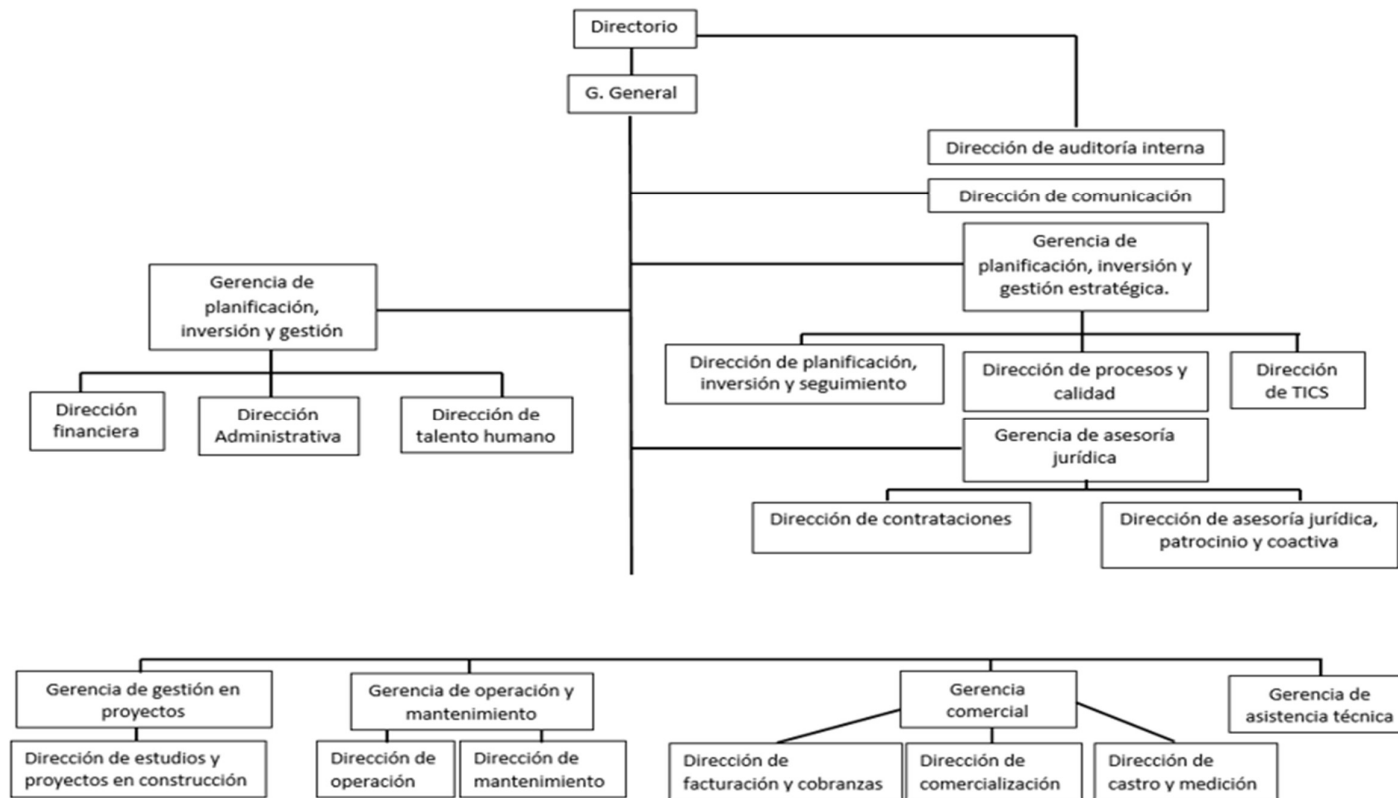 Directorio
G. General
Dirección de auditoría interna
Dirección de comunicación
Gerencia de
planificación, inversión y
gestión estratégica.
Gerencia de
planificación,
inversión y gestión
Dirección de planificación,
inversión y seguimiento
Dirección de procesos y
calidad
Dirección
de TICS
Dirección
financiera
Dirección
Administrativa
Dirección de
talento humano
Gerencia de asesoría
jurídica
Dirección de contrataciones
Dirección de asesoría jurídica,
patrocinio y coactiva
Gerencia de gestión en
proyectos
Gerencia de operación y
mantenimiento
Gerencia
comercial
Gerencia de
asistencia técnica
Dirección de estudios y
proyectos en construcción
Dirección de
operación
Dirección de
mantenimiento
Dirección de
facturación y cobranzas
Dirección de
comercialización
Dirección de
castro y medición